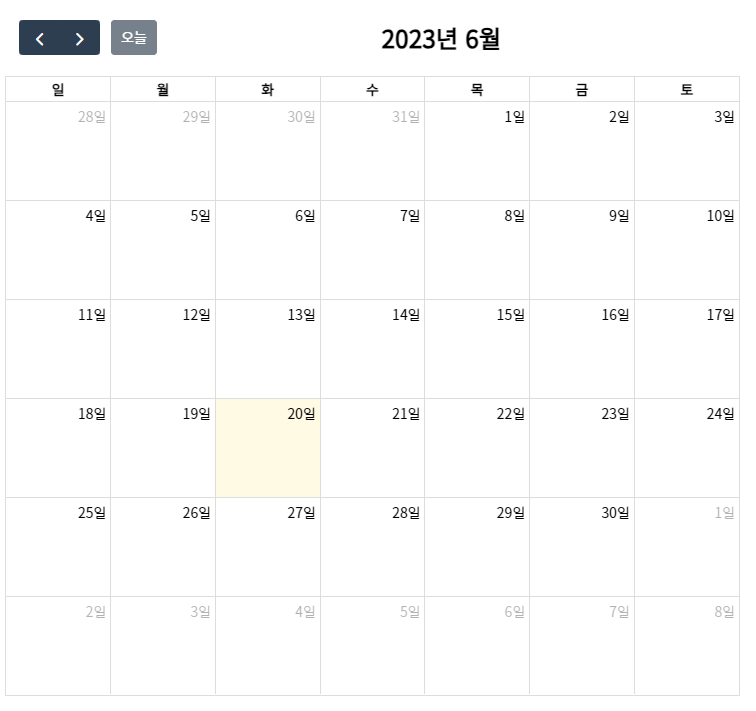 오늘 2023년 6월
일 월 화 수 목 금 토
28일 29일 30일 31일 1일 2일 3일
4일 5일 6일 7일 8일 9일 10일
11일 12일 13일 14일 15일 16일 17일
18일 19일 20일 21일 22일 23일 24일
25일 26일 27일 28일 29일 30일 1일
2일 3일 4일 5일 6일 7일 8일